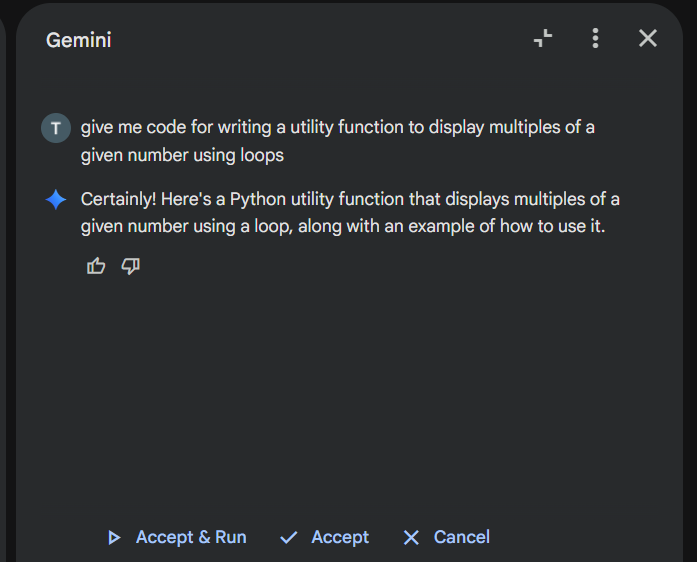 Gemini
T
give me code for writing a utility function to display multiples of a
given number using loops
Certainly! Here's a Python utility function that displays multiples of a
given number using a loop, along with an example of how to use it.
Accept & Run Accept Cancel